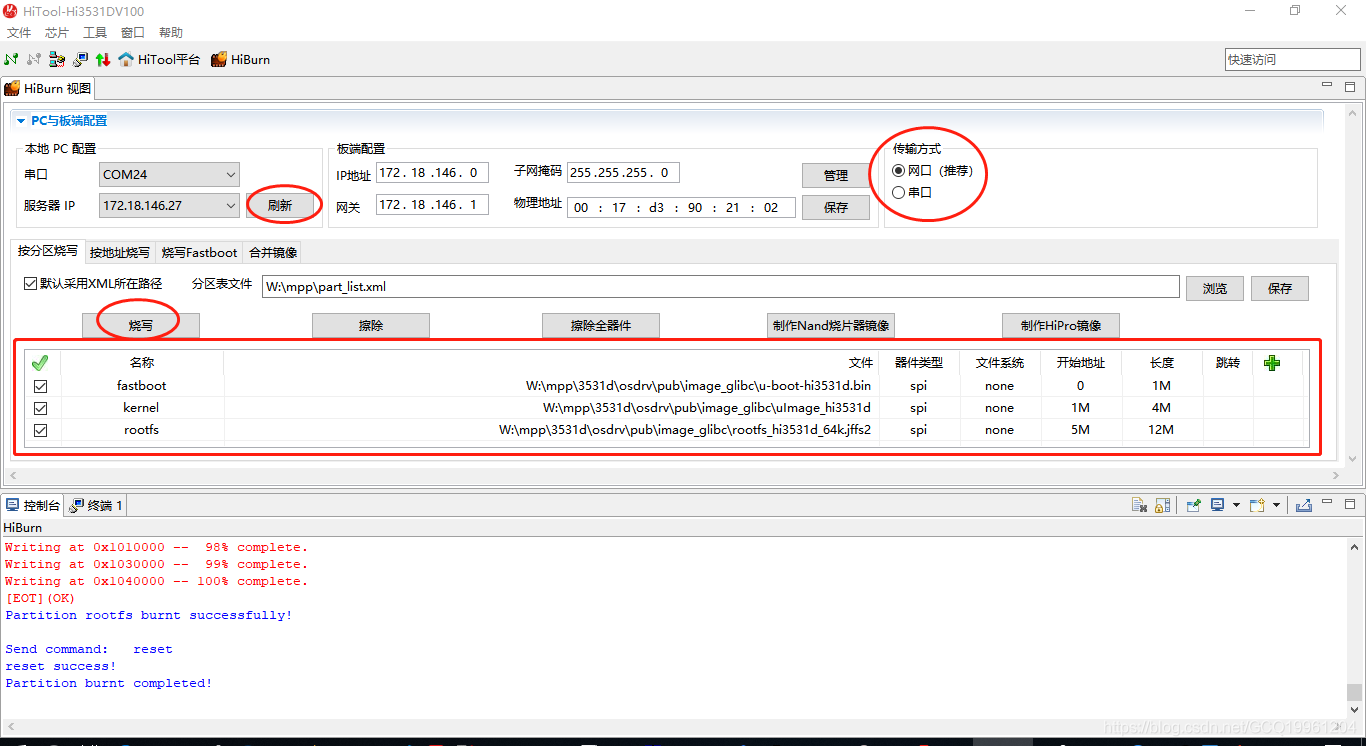 HiTool-Hi3531DV100
文件 芯片 工具 窗口 帮助
HiTool平台 HiBurn
快速访问
HiBurn 视图
PC与板端配置
本地 PC 配置
串口 COM24
服务器 IP 172.18.146.27 刷新
板端配置
IP地址 172. 18 .146. 0 子网掩码 255.255.255. 0 管理
网关 172. 18 .146. 1 物理地址 00 : 17 : d3 : 90 : 21 : 02 保存
传输方式
网口（推荐）
串口
按分区烧写 按地址烧写 烧写Fastboot 合并镜像
默认采用XML所在路径 分区表文件 W:\mpp\part_list.xml 浏览 保存
烧写 擦除 擦除全器件 制作Nand烧片器镜像 制作HiPro镜像
名称 文件 器件类型 文件系统 开始地址 长度 跳转
fastboot W:\mpp\3531d\osdrv\pub\image_glibc\u-boot-hi3531d.bin spi none 0 1M
kernel W:\mpp\3531d\osdrv\pub\image_glibc\uImage_hi3531d spi none 1M 4M
rootfs W:\mpp\3531d\osdrv\pub\image_glibc\rootfs_hi3531d_64k.jffs2 spi none 5M 12M
控制台 终端 1
HiBurn
Writing at 0x1010000 --  98% complete.
Writing at 0x1030000 --  99% complete.
Writing at 0x1040000 -- 100% complete.
[EOT](OK)
Partition rootfs burnt successfully!
Send command:   reset
reset success!
Partition burnt completed!
https://blog.csdn.net/GCQ19961204